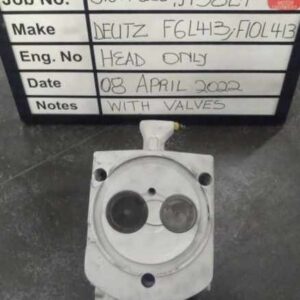 Job No.
Make DEUTZ F6L413; F10L413
Eng. No HEAD ONLY
Date 08 APRIL 2022
Notes WITH VALVES